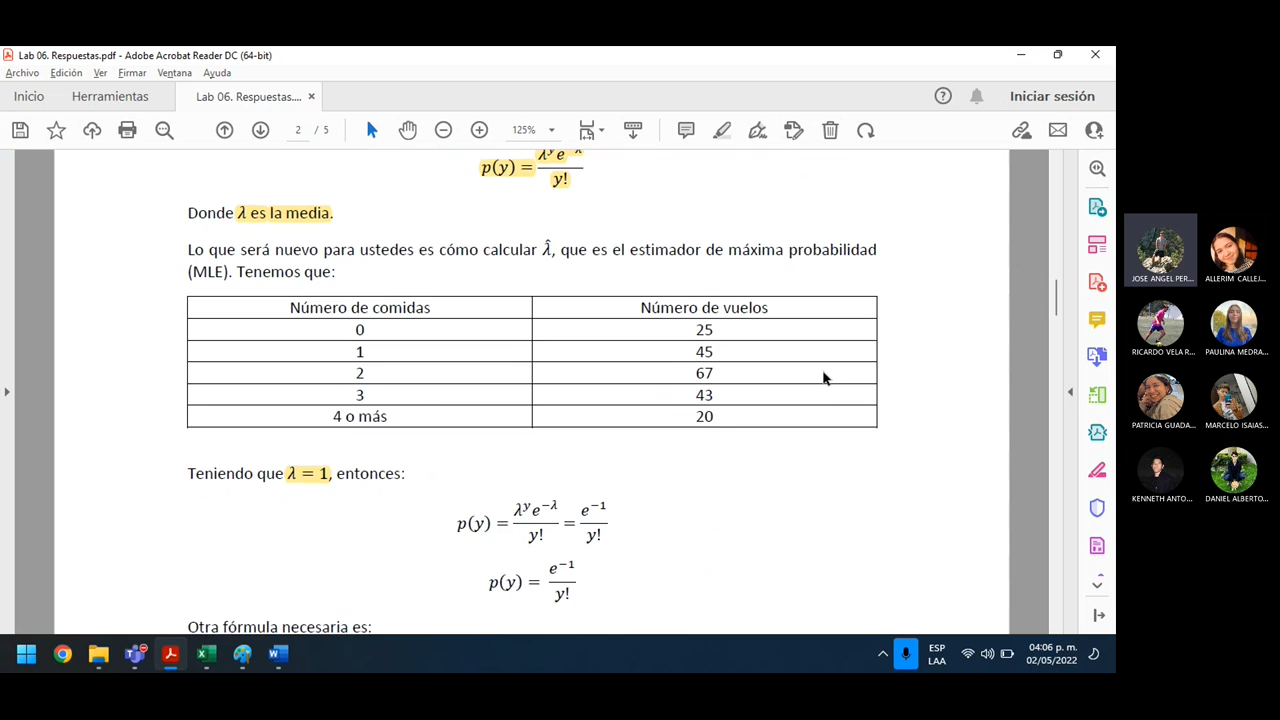 Lab 06. Respuestas.pdf - Adobe Acrobat Reader DC (64-bit)
Archivo Edición Ver Firmar Ventana Ayuda
Inicio Herramientas Lab 06. Respuestas.... × Iniciar sesión
2 / 5 125%
p(y) = λ^y e^−λ / y!
Donde λ es la media.
Lo que será nuevo para ustedes es cómo calcular λ̂, que es el estimador de máxima probabilidad
(MLE). Tenemos que:
Número de comidas Número de vuelos
0 25
1 45
2 67
3 43
4 o más 20
Teniendo que λ = 1, entonces:
p(y) = λ^y e^−λ / y! = e^−1 / y!
p(y) = e^−1 / y!
Otra fórmula necesaria es:
JOSE ANGEL PER... ALLERIM CALLEJ...
RICARDO VELA R... PAULINA MEDRA...
PATRICIA GUADA... MARCELO ISAIAS...
KENNETH ANTO... DANIEL ALBERTO...
ESP
LAA
04:06 p. m.
02/05/2022